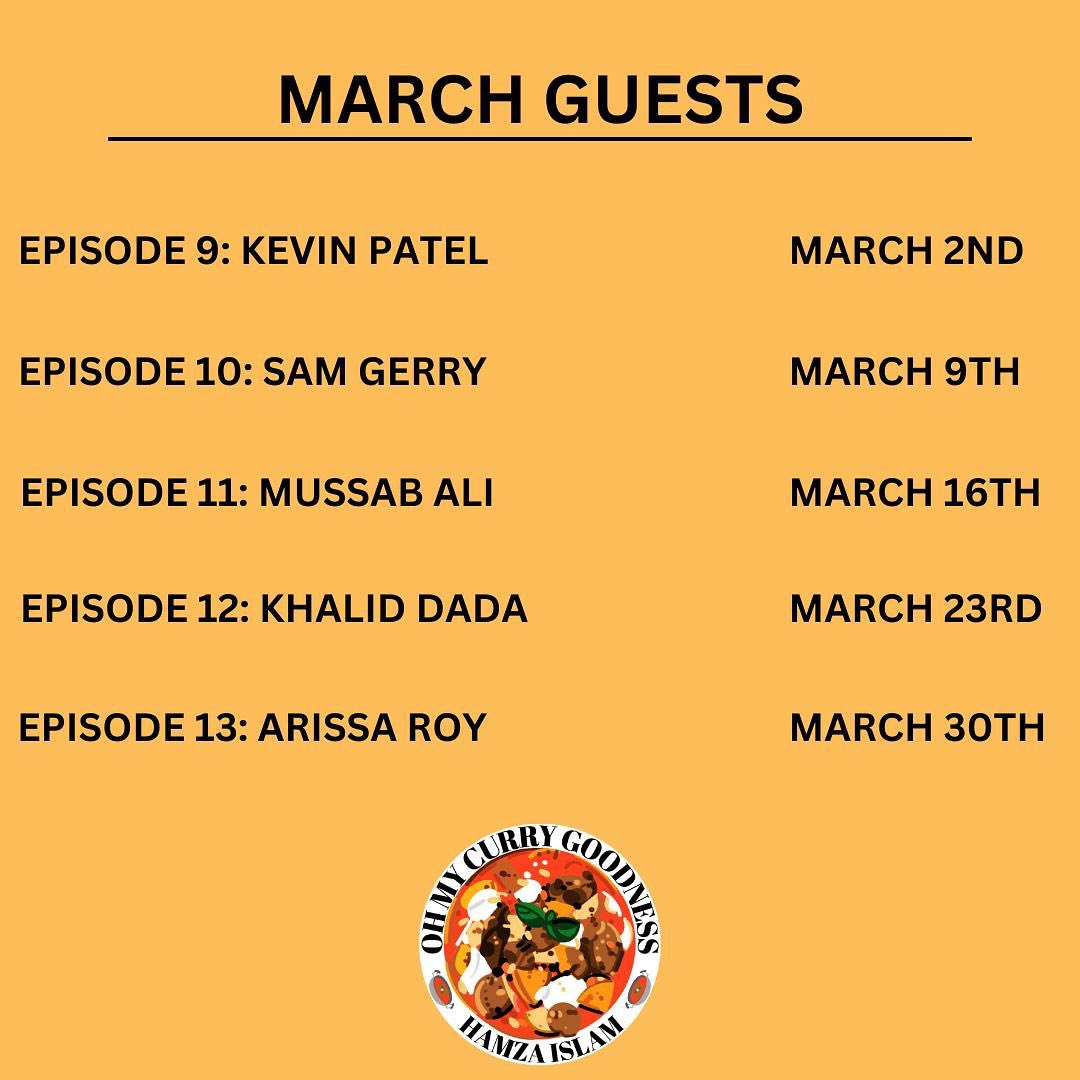 MARCH GUESTS
EPISODE 9: KEVIN PATEL MARCH 2ND
EPISODE 10: SAM GERRY MARCH 9TH
EPISODE 11: MUSSAB ALI MARCH 16TH
EPISODE 12: KHALID DADA MARCH 23RD
EPISODE 13: ARISSA ROY MARCH 30TH
OH MY CURRY GOODNESS
HAMZA ISLAM